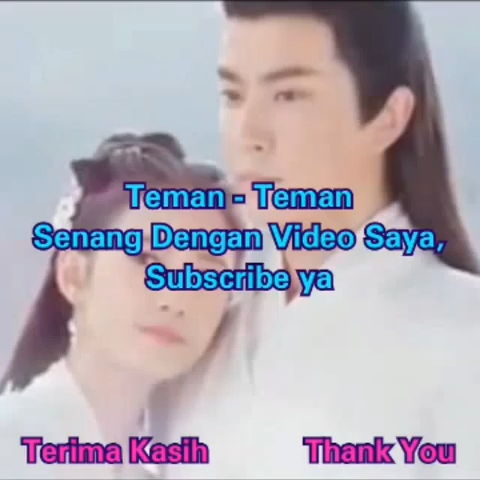 Teman - Teman
Senang Dengan Video Saya,
Subscribe ya
Terima Kasih
Thank You